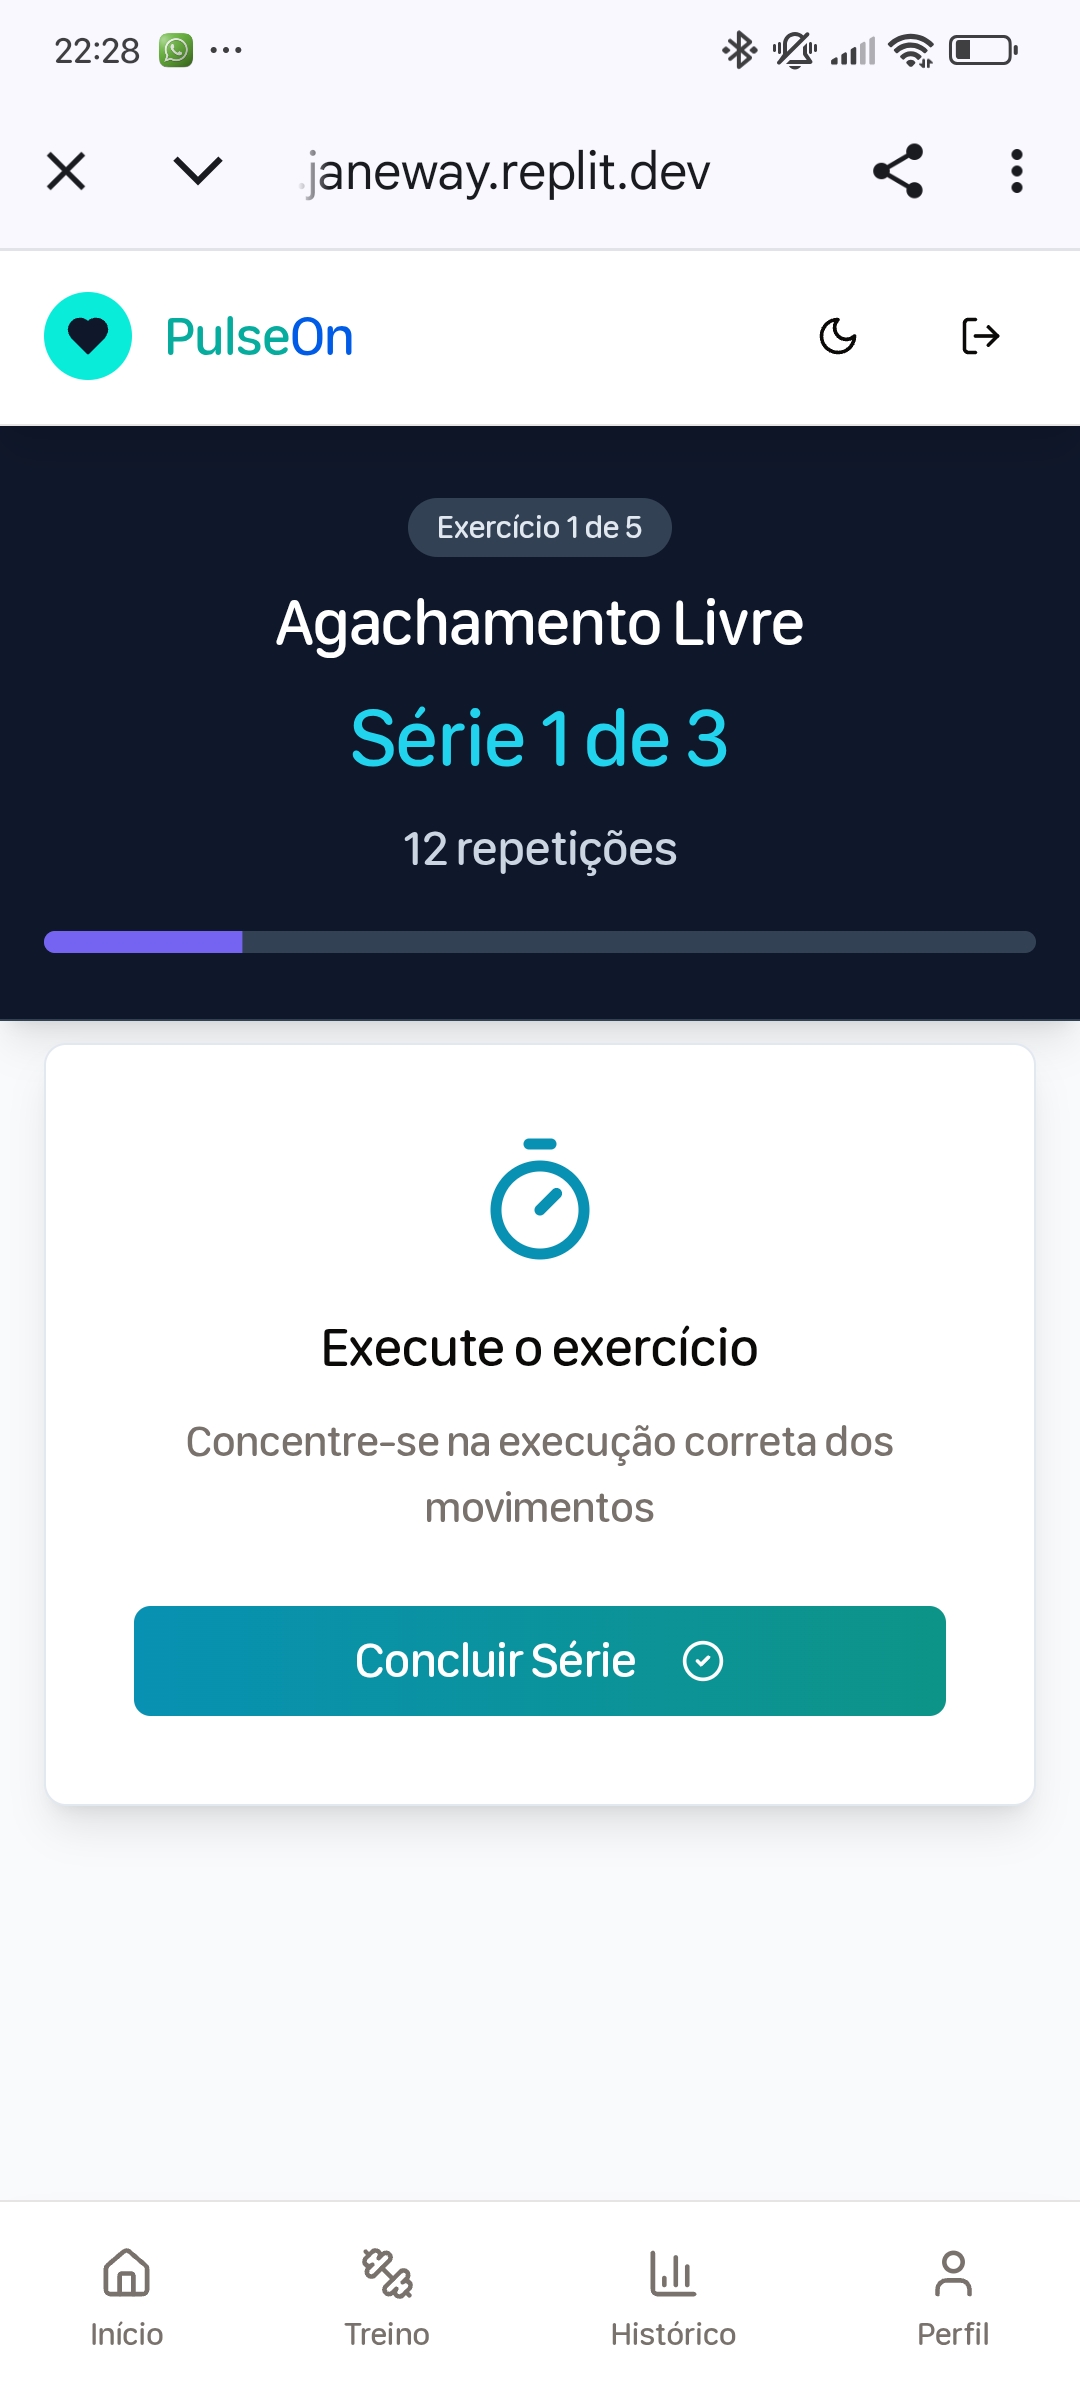 22:28
.janeway.replit.dev
PulseOn
Exercício 1 de 5
Agachamento Livre
Série 1 de 3
12 repetições
Execute o exercício
Concentre-se na execução correta dos
movimentos
Concluir Série
Início
Treino
Histórico
Perfil